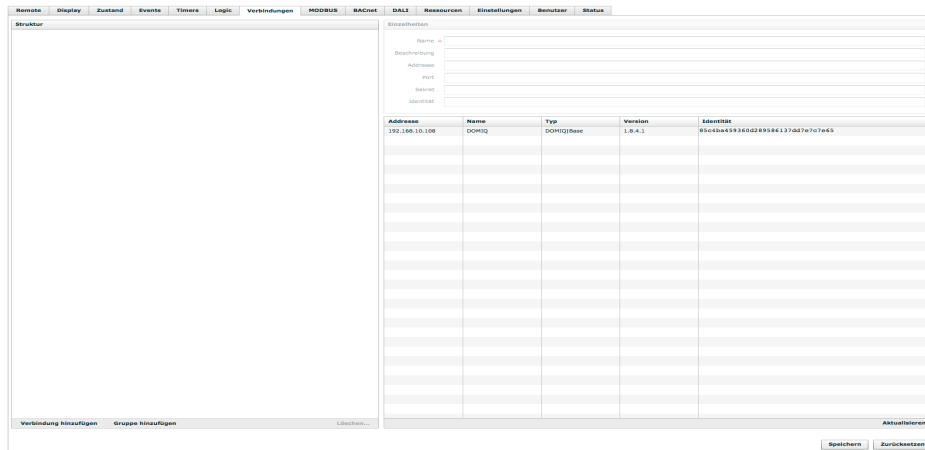 Remote Display Zustand Events Timers Logic Verbindungen MODBUS BACnet DALI Ressourcen Einstellungen Benutzer Status
Struktur
Einzelheiten
Name
Beschreibung
Addresse
Port
Sekret
Identität
Addresse Name Typ Version Identität
192.168.10.108 DOMIQ DOMIQ/Base 1.8.4.1 85c4ba459360d289586137dd7e7c7e65
Verbindung hinzufügen Gruppe hinzufügen Löschen...
Aktualisieren
Speichern Zurücksetzen